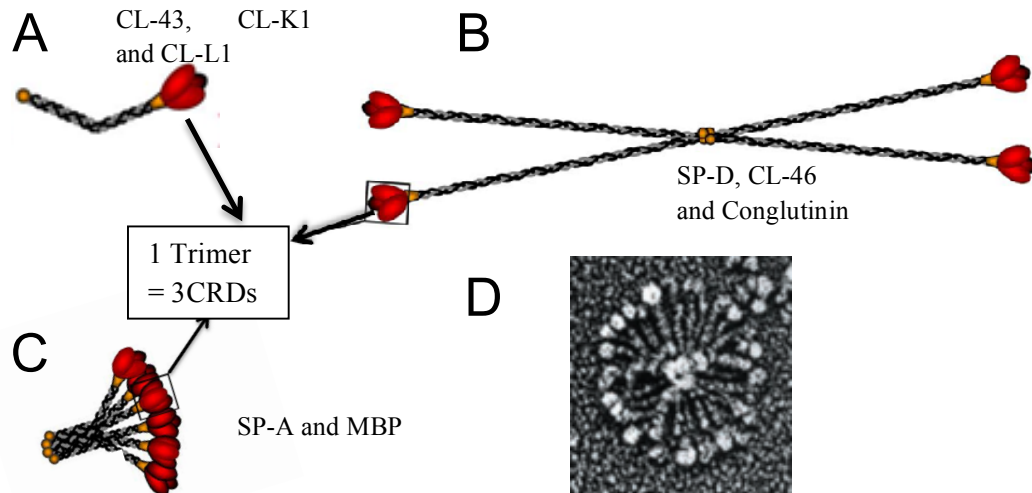 A
CL-43, CL-K1
and CL-L1
B
SP-D, CL-46
and Conglutinin
1 Trimer
= 3CRDs
C
SP-A and MBP
D